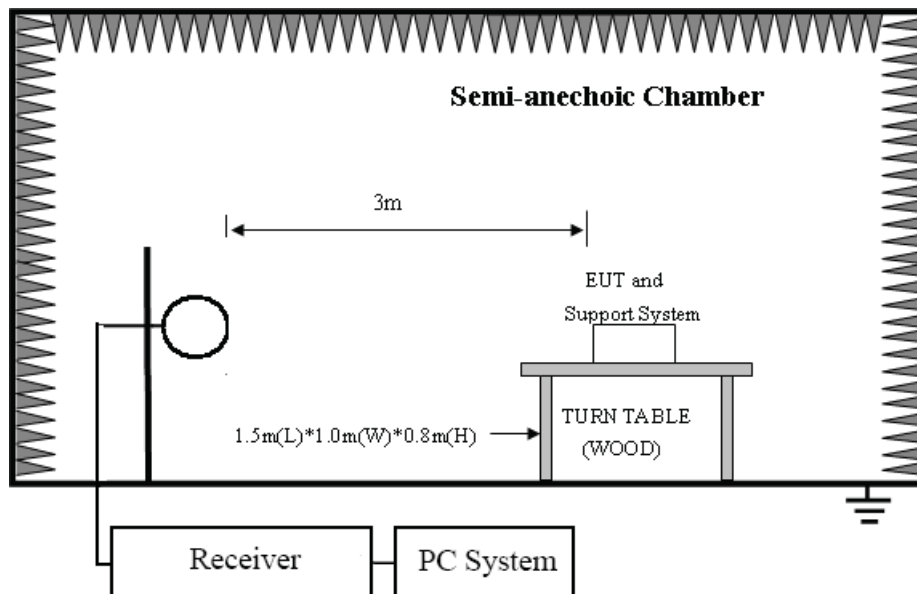 Semi-anechoic Chamber
3m
EUT and
Support System
1.5m(L)*1.0m(W)*0.8m(H)
TURN TABLE
(WOOD)
Receiver
PC System